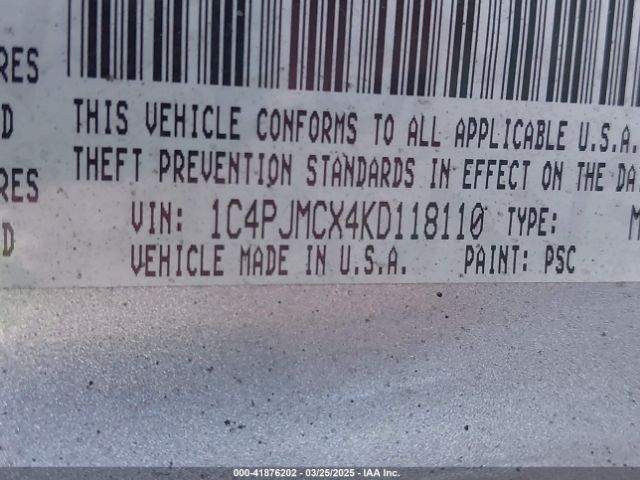 RES
D
THIS VEHICLE CONFORMS TO ALL APPLICABLE U.S.A.
THEFT PREVENTION STANDARDS IN EFFECT ON THE DA
RES
VIN: 1C4PJMCX4KD118110 TYPE: M
D
VEHICLE MADE IN U.S.A. PAINT: PSC
000-41876202 - 03/25/2025 - IAA Inc.